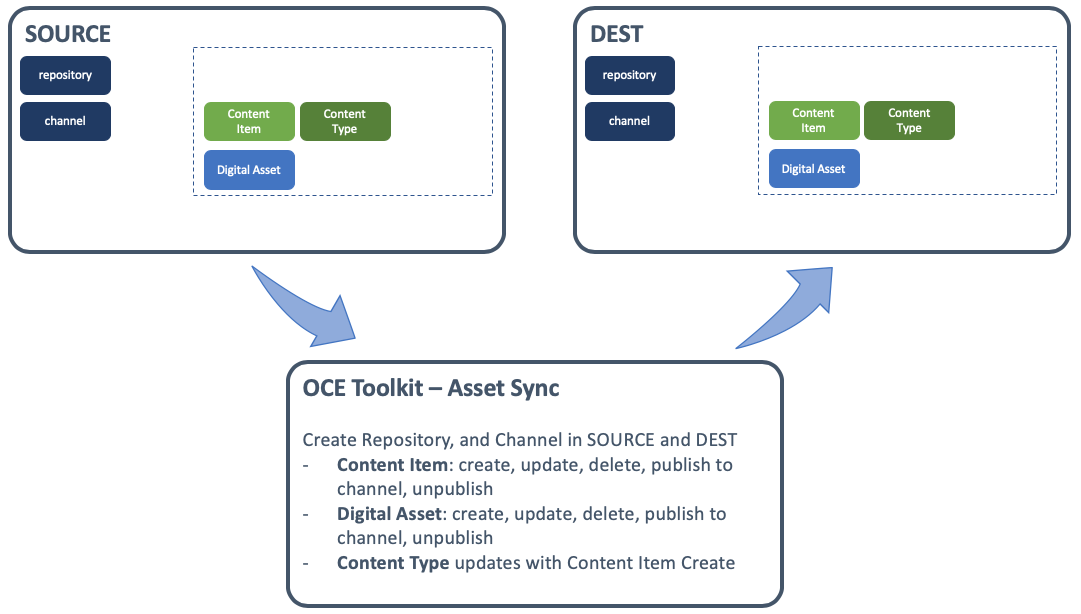 SOURCE
repository
channel
Content
Item
Content
Type
Digital Asset
DEST
repository
channel
Content
Item
Content
Type
Digital Asset
OCE Toolkit – Asset Sync
Create Repository, and Channel in SOURCE and DEST
- Content Item: create, update, delete, publish to
channel, unpublish
- Digital Asset: create, update, delete, publish to
channel, unpublish
- Content Type updates with Content Item Create